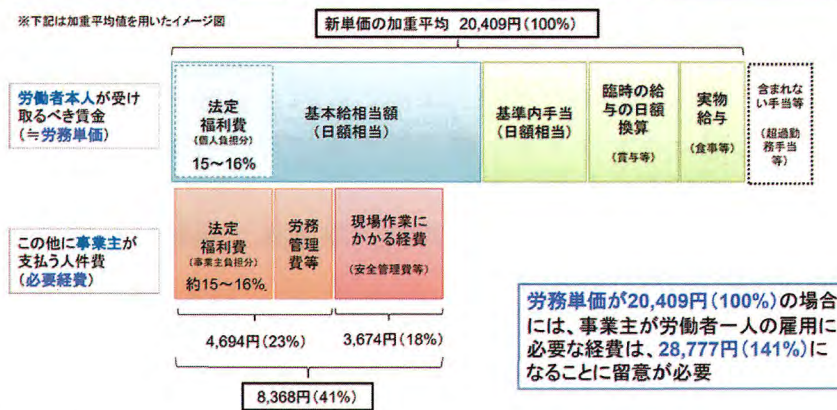 ※下記は加重平均値を用いたイメージ図
新単価の加重平均 20,409円(100%)
労働者本人が受け
取るべき賃金
(≒労務単価)
法定
福利費
(個人負担分)
15～16%
基本給相当額
(日額相当)
基準内手当
(日額相当)
臨時の給
与の日額
換算
(賞与等)
実物
給与
(食事等)
含まれな
い手当等
(超過勤
務手当
等)
この他に事業主が
支払う人件費
(必要経費)
法定
福利費
(事業主負担分)
約15～16%.
労務
管理
費等
現場作業に
かかる経費
(安全管理費等)
4,694円(23%)
3,674円(18%)
8,368円(41%)
労務単価が20,409円(100%)の場合
には、事業主が労働者一人の雇用に
必要な経費は、28,777円(141%)に
なることに留意が必要